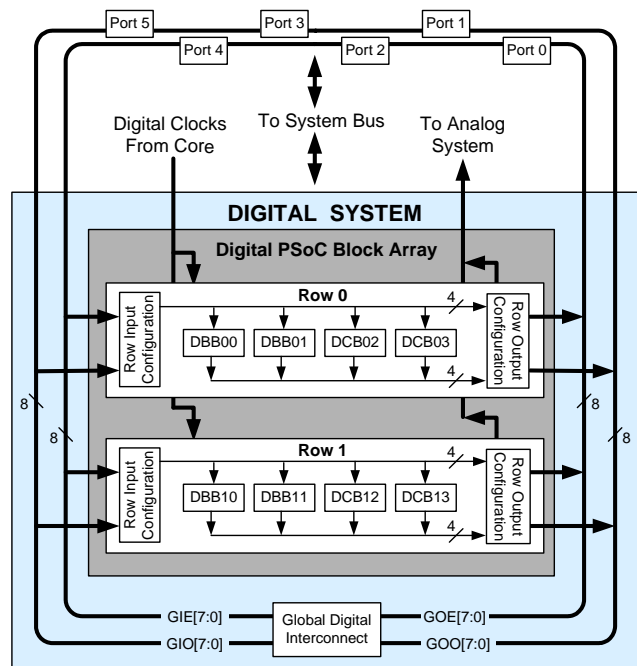 Port 5
Port 3
Port 1
Port 4
Port 2
Port 0
Digital Clocks
From Core
To System Bus
To Analog
System
DIGITAL SYSTEM
Digital PSoC Block Array
Row 0
4
Row Input
Configuration
DBB00
DBB01
DCB02
DCB03
Row Output
Configuration
4
8
8
8
8
Row 1
4
Row Input
Configuration
DBB10
DBB11
DCB12
DCB13
Row Output
Configuration
4
GIE[7:0]
GIO[7:0]
Global Digital
Interconnect
GOE[7:0]
GOO[7:0]